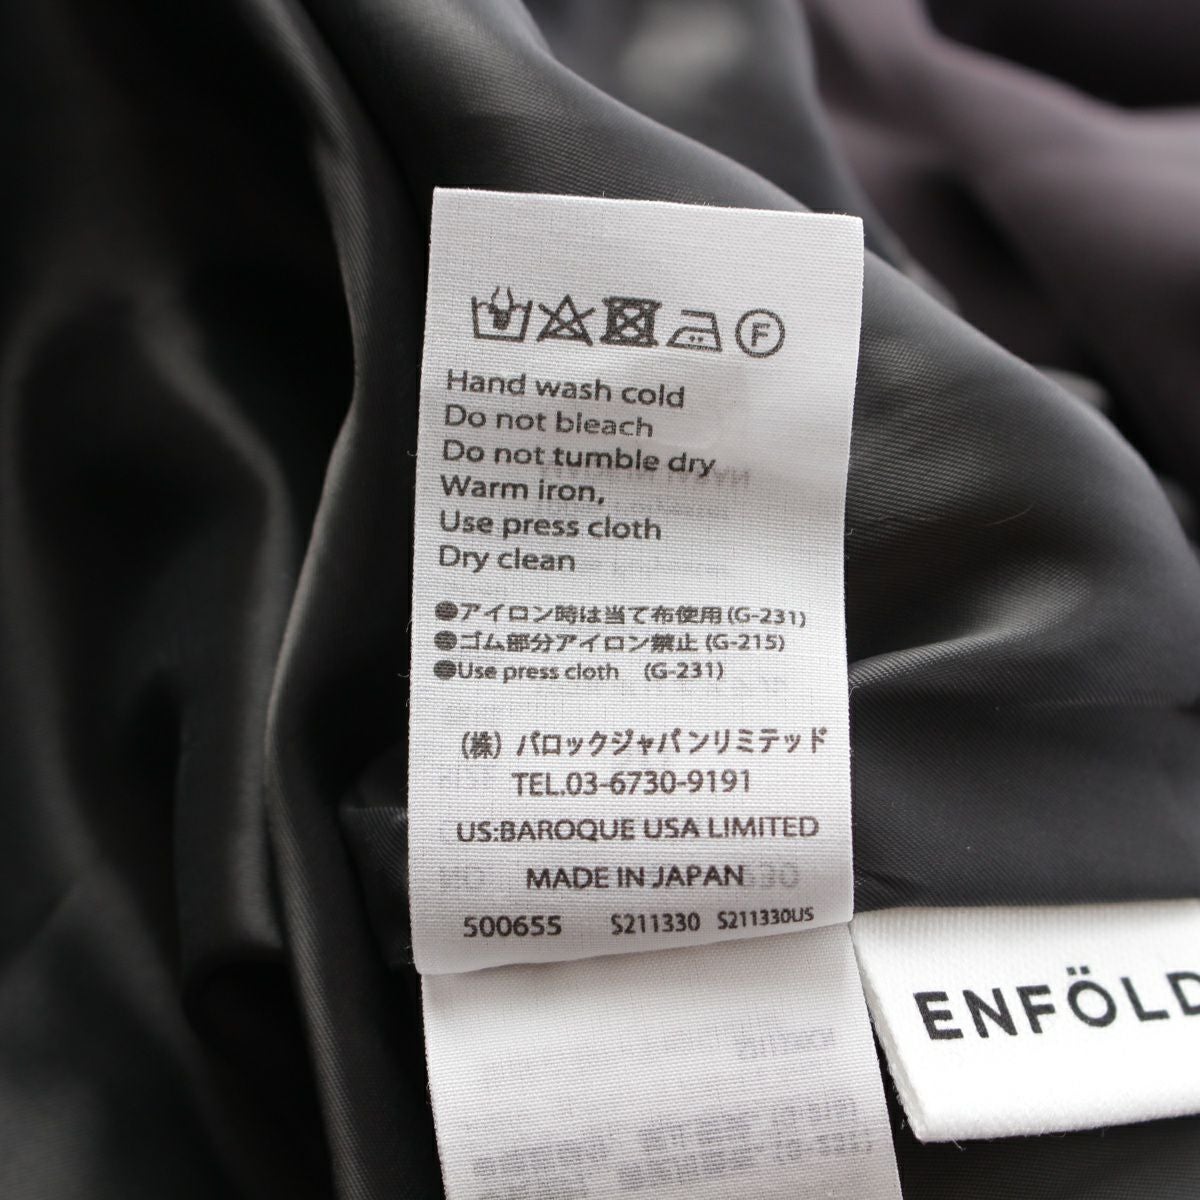 F
Hand wash cold
Do not bleach
Do not tumble dry
Warm iron,
Use press cloth
Dry clean
●アイロン時は当て布使用 (G-231)
●ゴム部分アイロン禁止 (G-215)
●Use press cloth (G-231)
(株) バロックジャパンリミテッド
TEL.03-6730-9191
US:BAROQUE USA LIMITED
MADE IN JAPAN
500655 S211330 S211330US
ENFÖLD